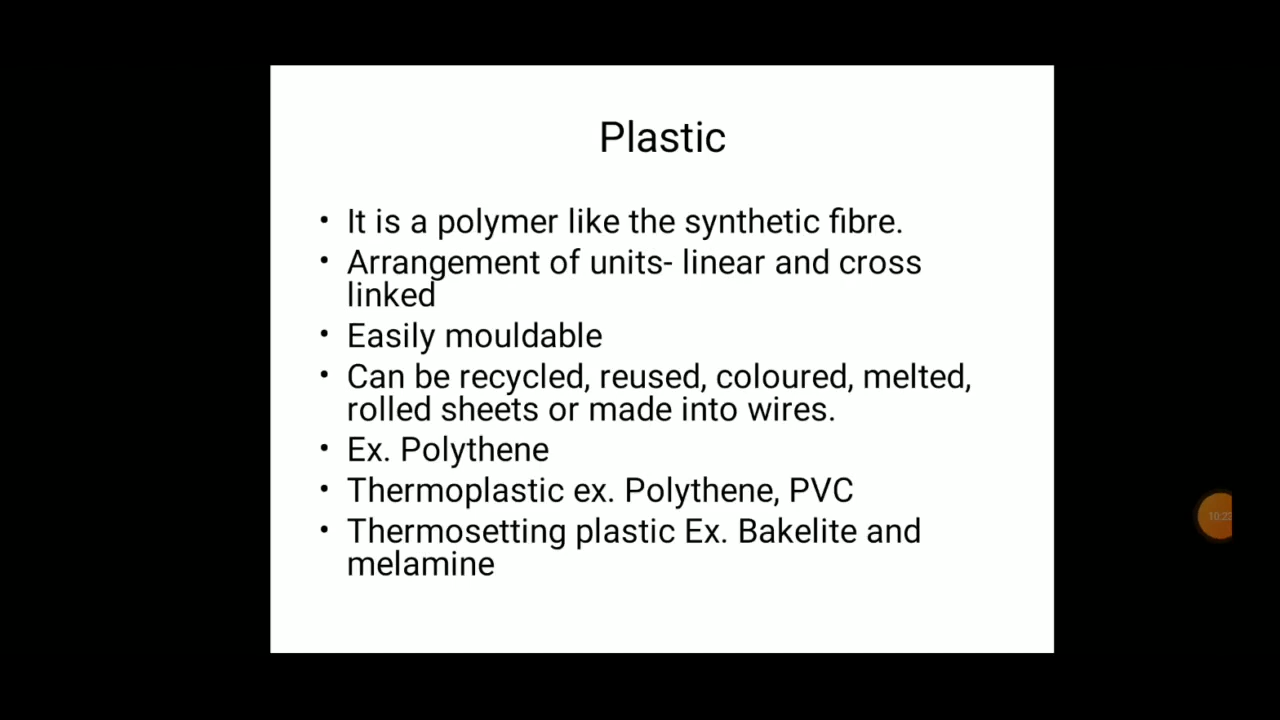 Plastic
• It is a polymer like the synthetic fibre.
• Arrangement of units- linear and cross
linked
• Easily mouldable
• Can be recycled, reused, coloured, melted,
rolled sheets or made into wires.
• Ex. Polythene
• Thermoplastic ex. Polythene, PVC
• Thermosetting plastic Ex. Bakelite and
melamine